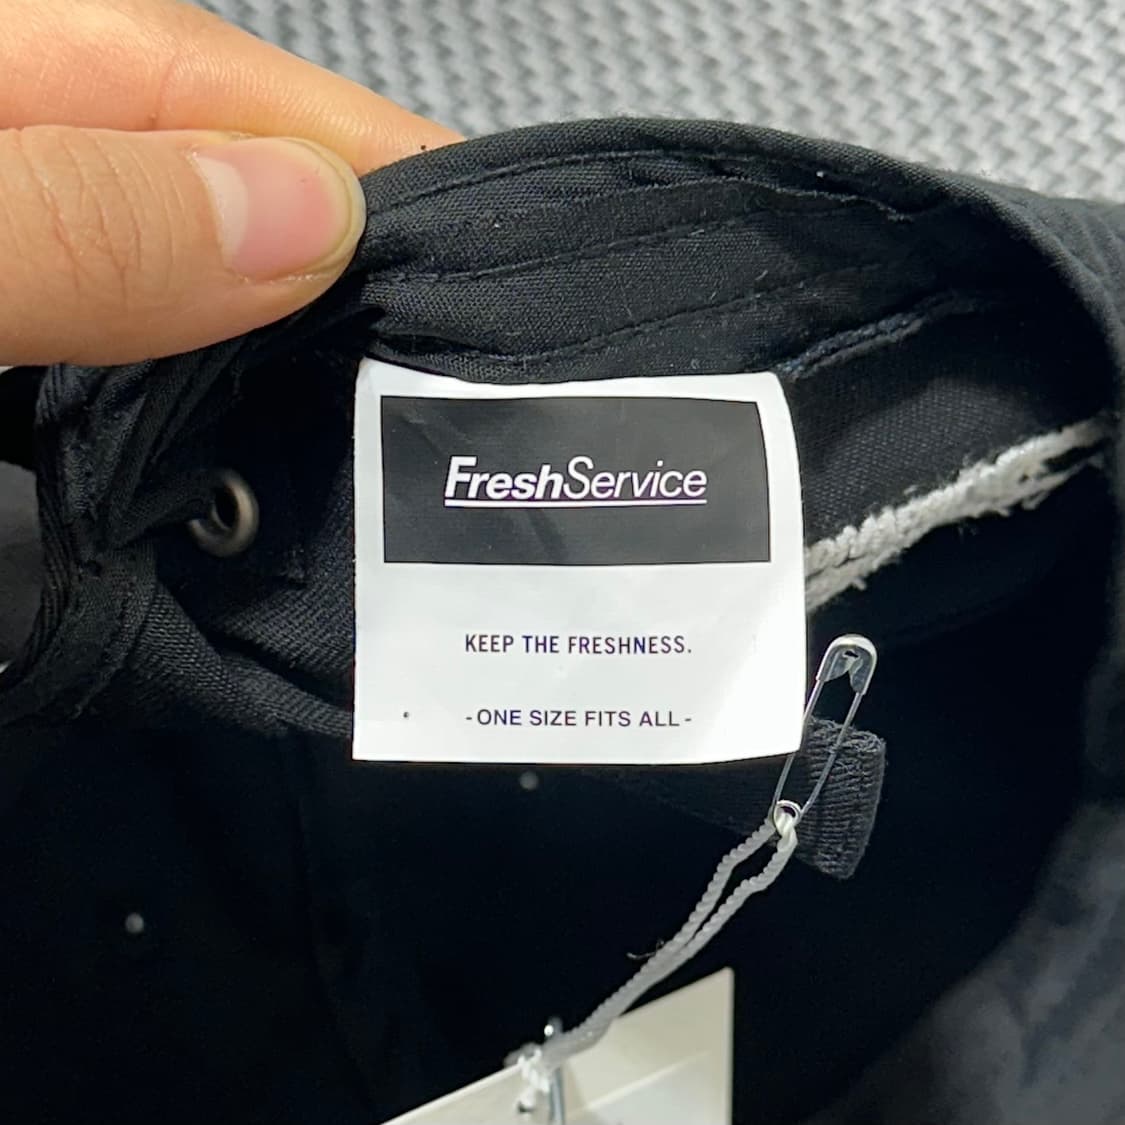 FreshService
KEEP THE FRESHNESS.
-ONE SIZE FITS ALL-